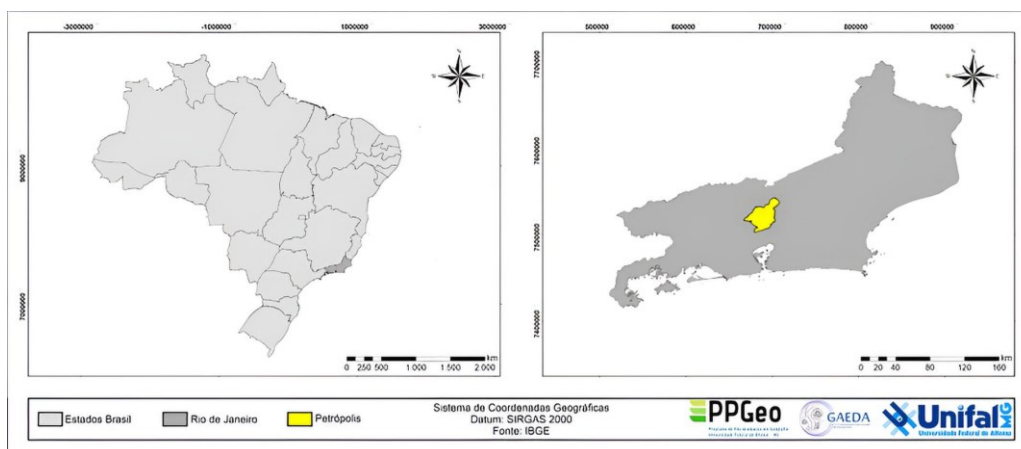 -3000000 -1000000 1000000 3000000
9000000
7000000
km
0 250 500 1 000 1 500 2 000
500000 600000 700000 800000 900000
7700000
7600000
7500000
7400000
km
0 20 40 80 120 160
Estados Brasil
Rio de Janeiro
Petrópolis
Sistema de Coordenadas Geográficas
Datum: SIRGAS 2000
Fonte: IBGE
PPGeo
GAEDA
Unifal MG
Universidade Federal de Alfenas